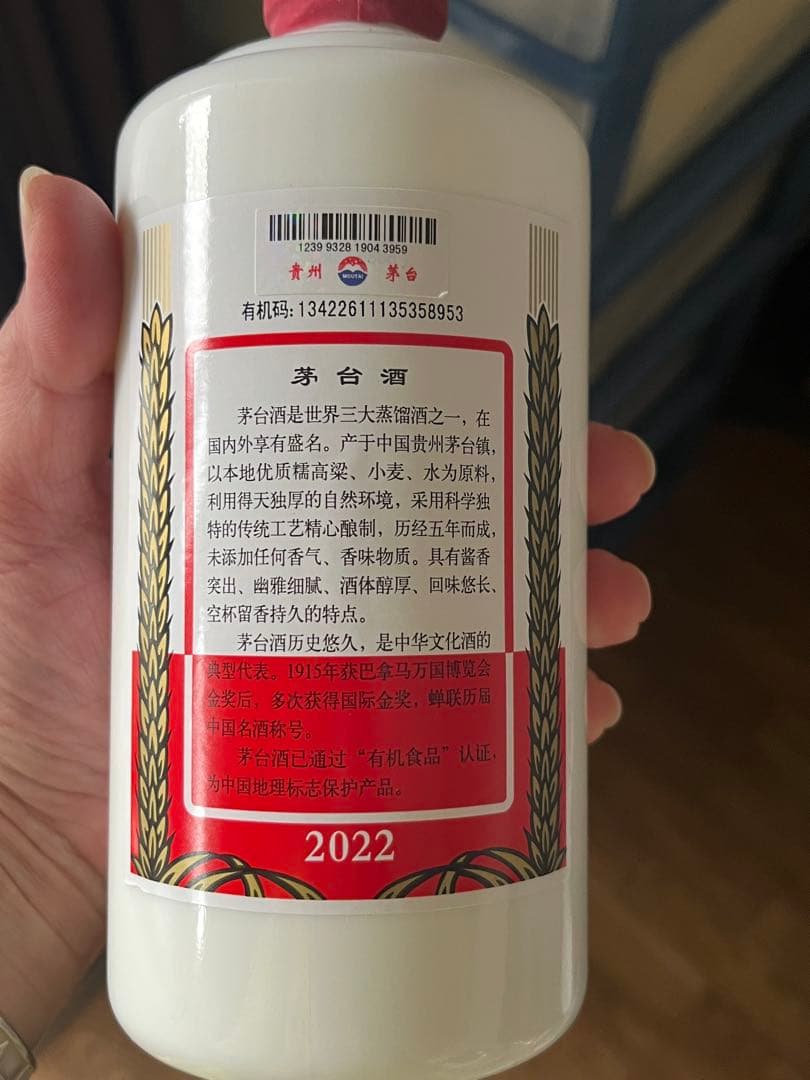 1239 9328 1904 3959
贵州 MOUTAI 茅台
有机码:13422611135358953
茅台酒
茅台酒是世界三大蒸馏酒之一，在
国内外享有盛名。产于中国贵州茅台镇，
以本地优质糯高粱、小麦、水为原料，
利用得天独厚的自然环境，采用科学独
特的传统工艺精心酿制，历经五年而成，
未添加任何香气、香味物质。具有酱香
突出、幽雅细腻、酒体醇厚、回味悠长、
空杯留香持久的特点。
茅台酒历史悠久，是中华文化酒的
典型代表。1915年获巴拿马万国博览会
金奖后，多次获得国际金奖，蝉联历届
中国名酒称号。
茅台酒已通过“有机食品”认证，
为中国地理标志保护产品。
2022